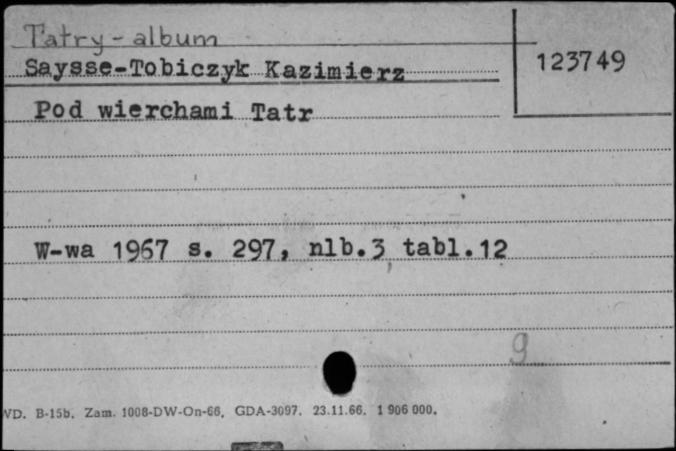 Tatry - album
Saysse-Tobiczyk Kazimierz
123749
Pod wierchami Tatr
W-wa 1967 s. 297, nlb.3 tabl.12
9
WD. B-15b. Zam. 1008-DW-On-66. GDA-3097. 23.11.66. 1 906 000.